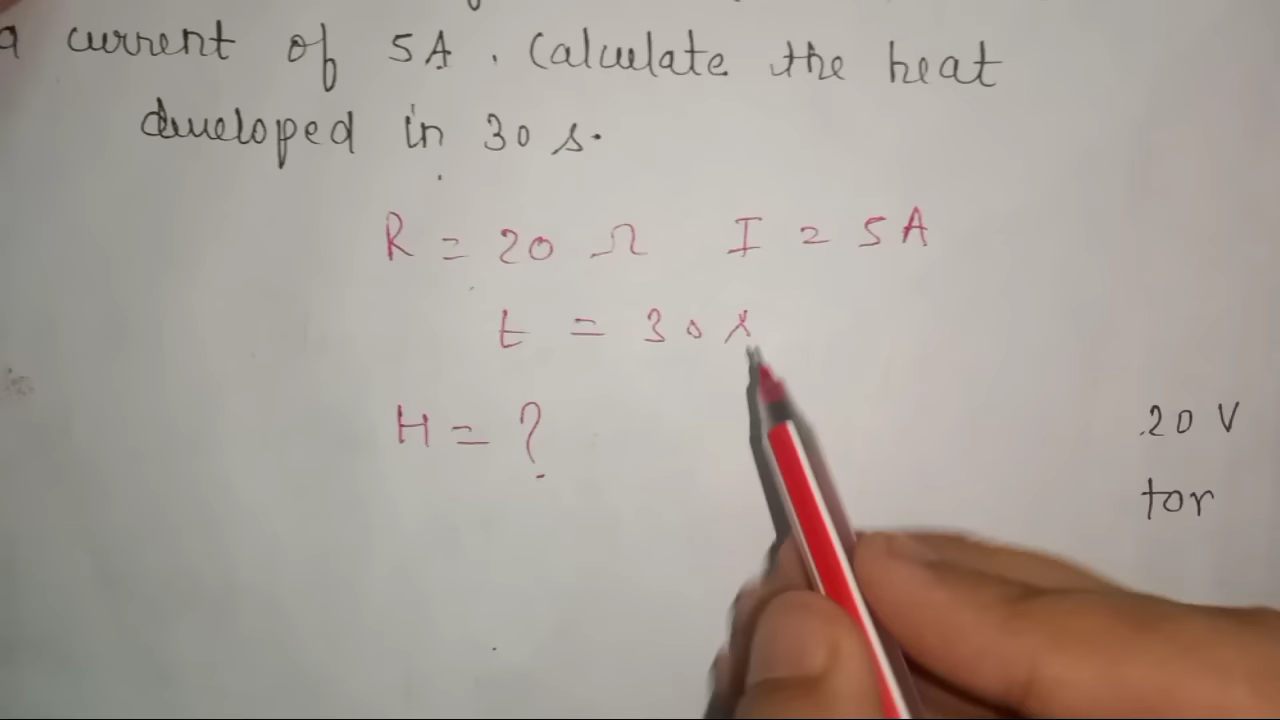 a current of 5A. Calculate the heat
developed in 30 s.
R = 20 Ω I = 5A
t = 30 s
H = ?
20 V
tor